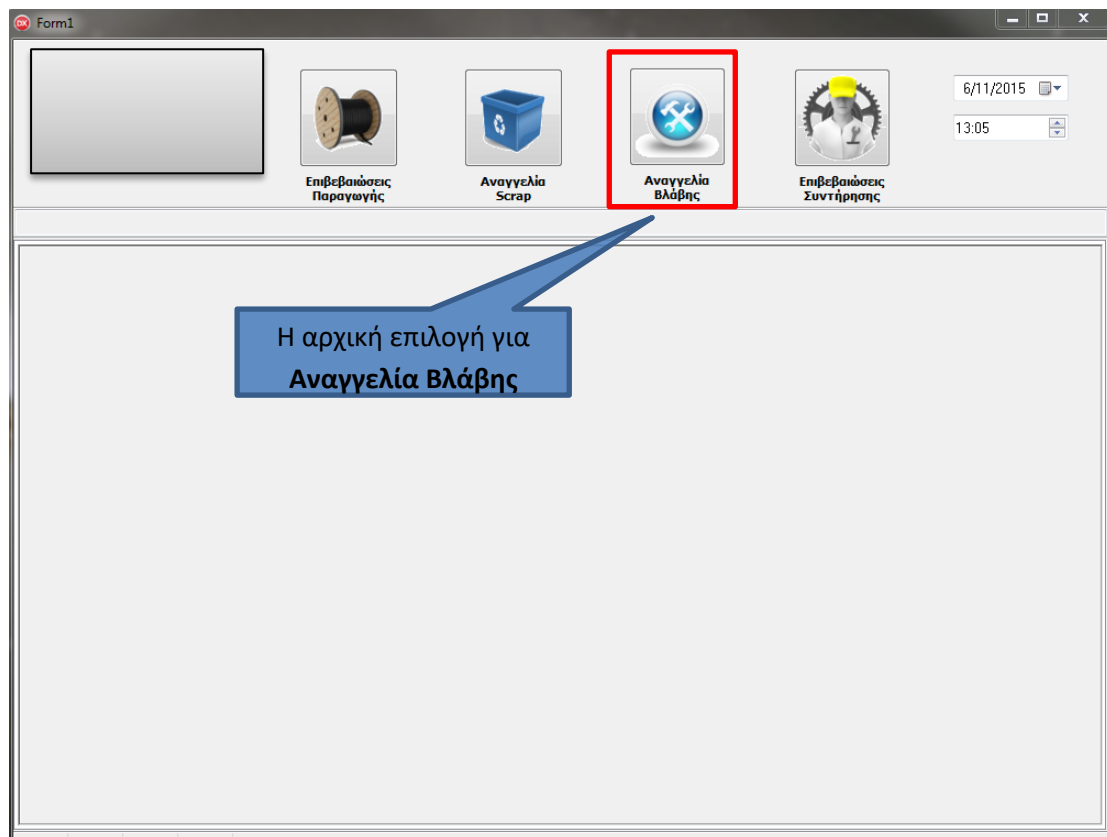 Form1
6/11/2015
13:05
Επιβεβαιώσεις
Παραγωγής
Αναγγελία
Scrap
Αναγγελία
Βλάβης
Επιβεβαιώσεις
Συντήρησης
Η αρχική επιλογή για
Αναγγελία Βλάβης